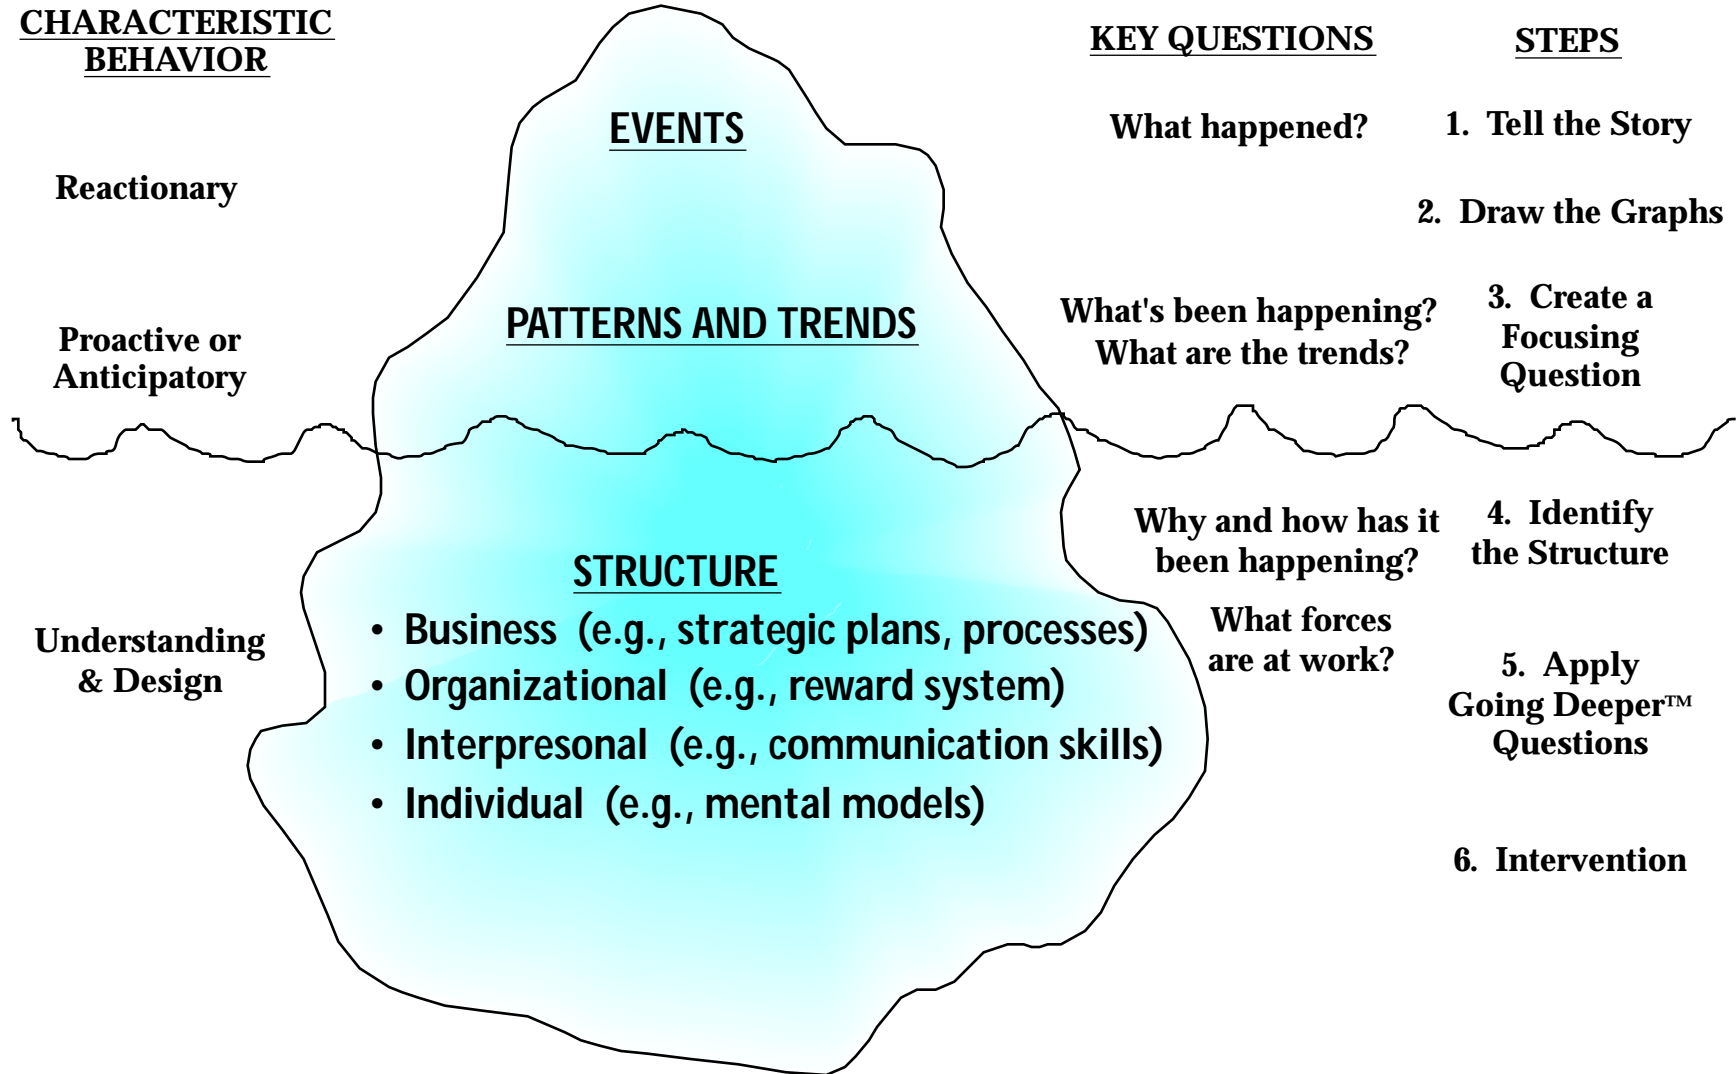 CHARACTERISTIC
BEHAVIOR
Reactionary
Proactive or
Anticipatory
Understanding
& Design
EVENTS
PATTERNS AND TRENDS
STRUCTURE
• Business (e.g., strategic plans, processes)
• Organizational (e.g., reward system)
• Interpresonal (e.g., communication skills)
• Individual (e.g., mental models)
KEY QUESTIONS
What happened?
What's been happening?
What are the trends?
Why and how has it
been happening?
What forces
are at work?
STEPS
1. Tell the Story
2. Draw the Graphs
3. Create a
Focusing
Question
4. Identify
the Structure
5. Apply
Going Deeper™
Questions
6. Intervention